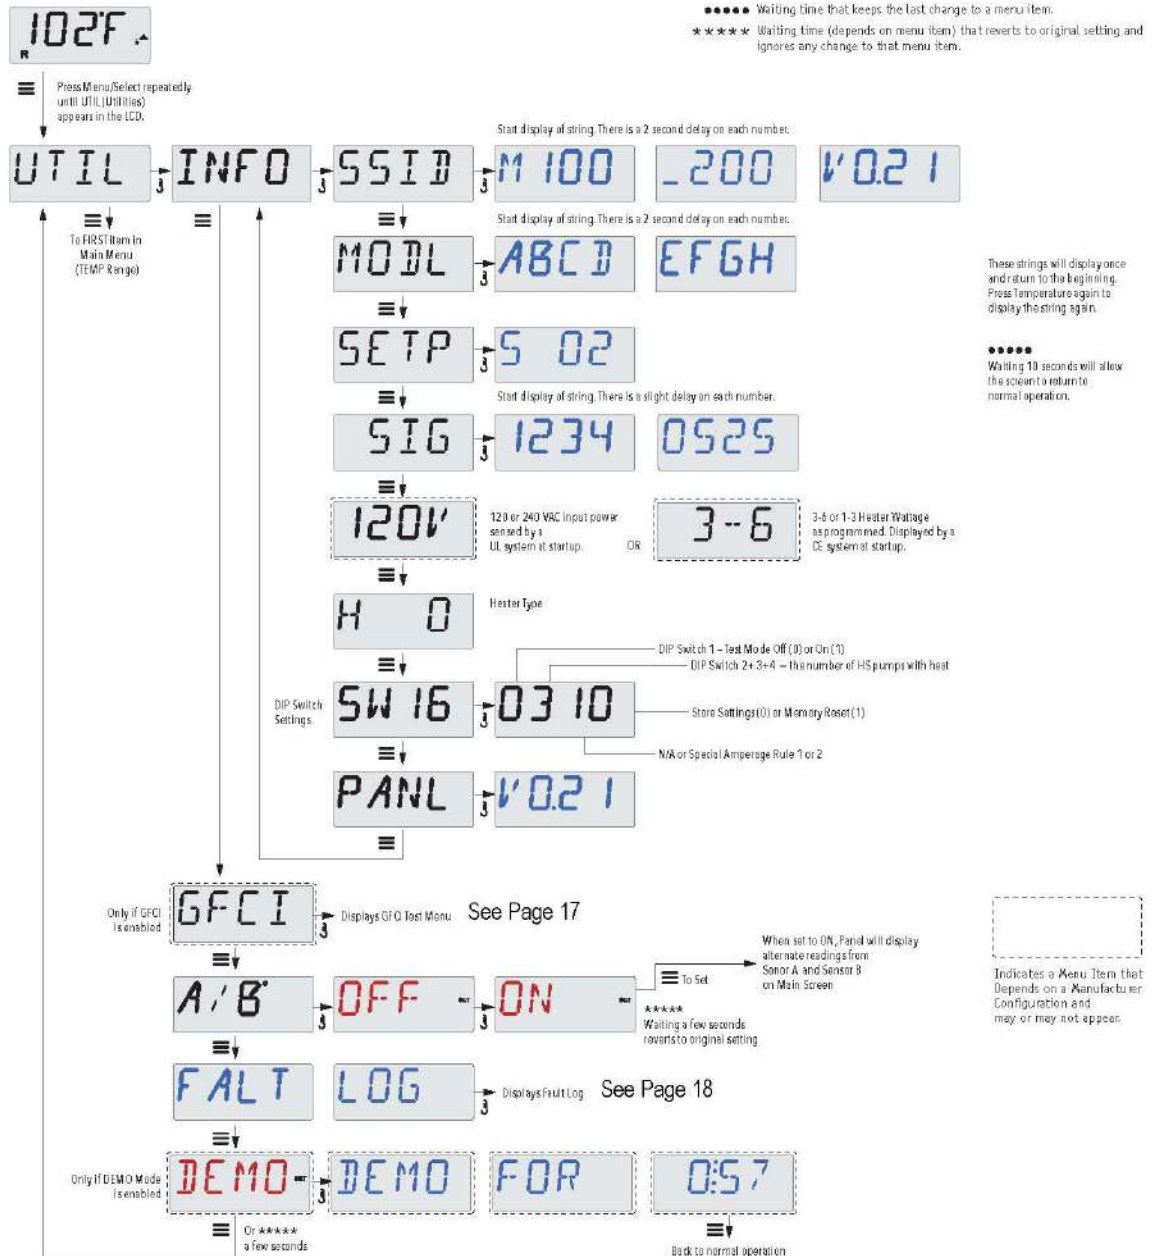 102°F
R
●●●●● Waiting time that keeps the last change to a menu item.
***** Waiting time (depends on menu item) that reverts to original setting and
ignores any change to that menu item.
Press Menu/Select repeatedly
until UTIL (Utilities)
appears in the LCD.
Start display of string. There is a 2 second delay on each number.
UTIL INFO SSID M100 _200 V0.21
To FIRST item in
Main Menu
(TEMP Range)
Start display of string. There is a 2 second delay on each number.
MODL ABCD EFGH
These strings will display once
and return to the beginning.
Press Temperature again to
display the string again.
SETP S 02
●●●●●
Waiting 10 seconds will allow
the screen to return to
normal operation.
Start display of string. There is a slight delay on each number.
SIG 1234 0525
120V
120 or 240 VAC input power
sensed by a
UL system at startup.
OR
3--6
3-6 or 1-3 Heater Wattage
as programmed. Displayed by a
CE system at startup.
H 0 Heater Type
DIP Switch 1 – Test Mode Off (0) or On (1)
DIP Switch 2+3+4 – the number of HS pumps with heat
DIP Switch
Settings.
SW16 0310
Store Settings (0) or Memory Reset (1)
N/A or Special Amperage Rule 1 or 2
PANL V0.21
Only if GFCI
is enabled
GFCI Displays GFCI Test Menu See Page 17
A/B° OFF ON
To Set
When set to ON, Panel will display
alternate readings from
Sonor A and Sensor B
on Main Screen
*****
Waiting a few seconds
reverts to original setting
Indicates a Menu Item that
Depends on a Manufacturer
Configuration and
may or may not appear.
FALT LOG Displays Fault Log See Page 18
Only if DEMO Mode
is enabled
DEMO DEMO FOR 0:57
Or *****
a few seconds
Back to normal operation